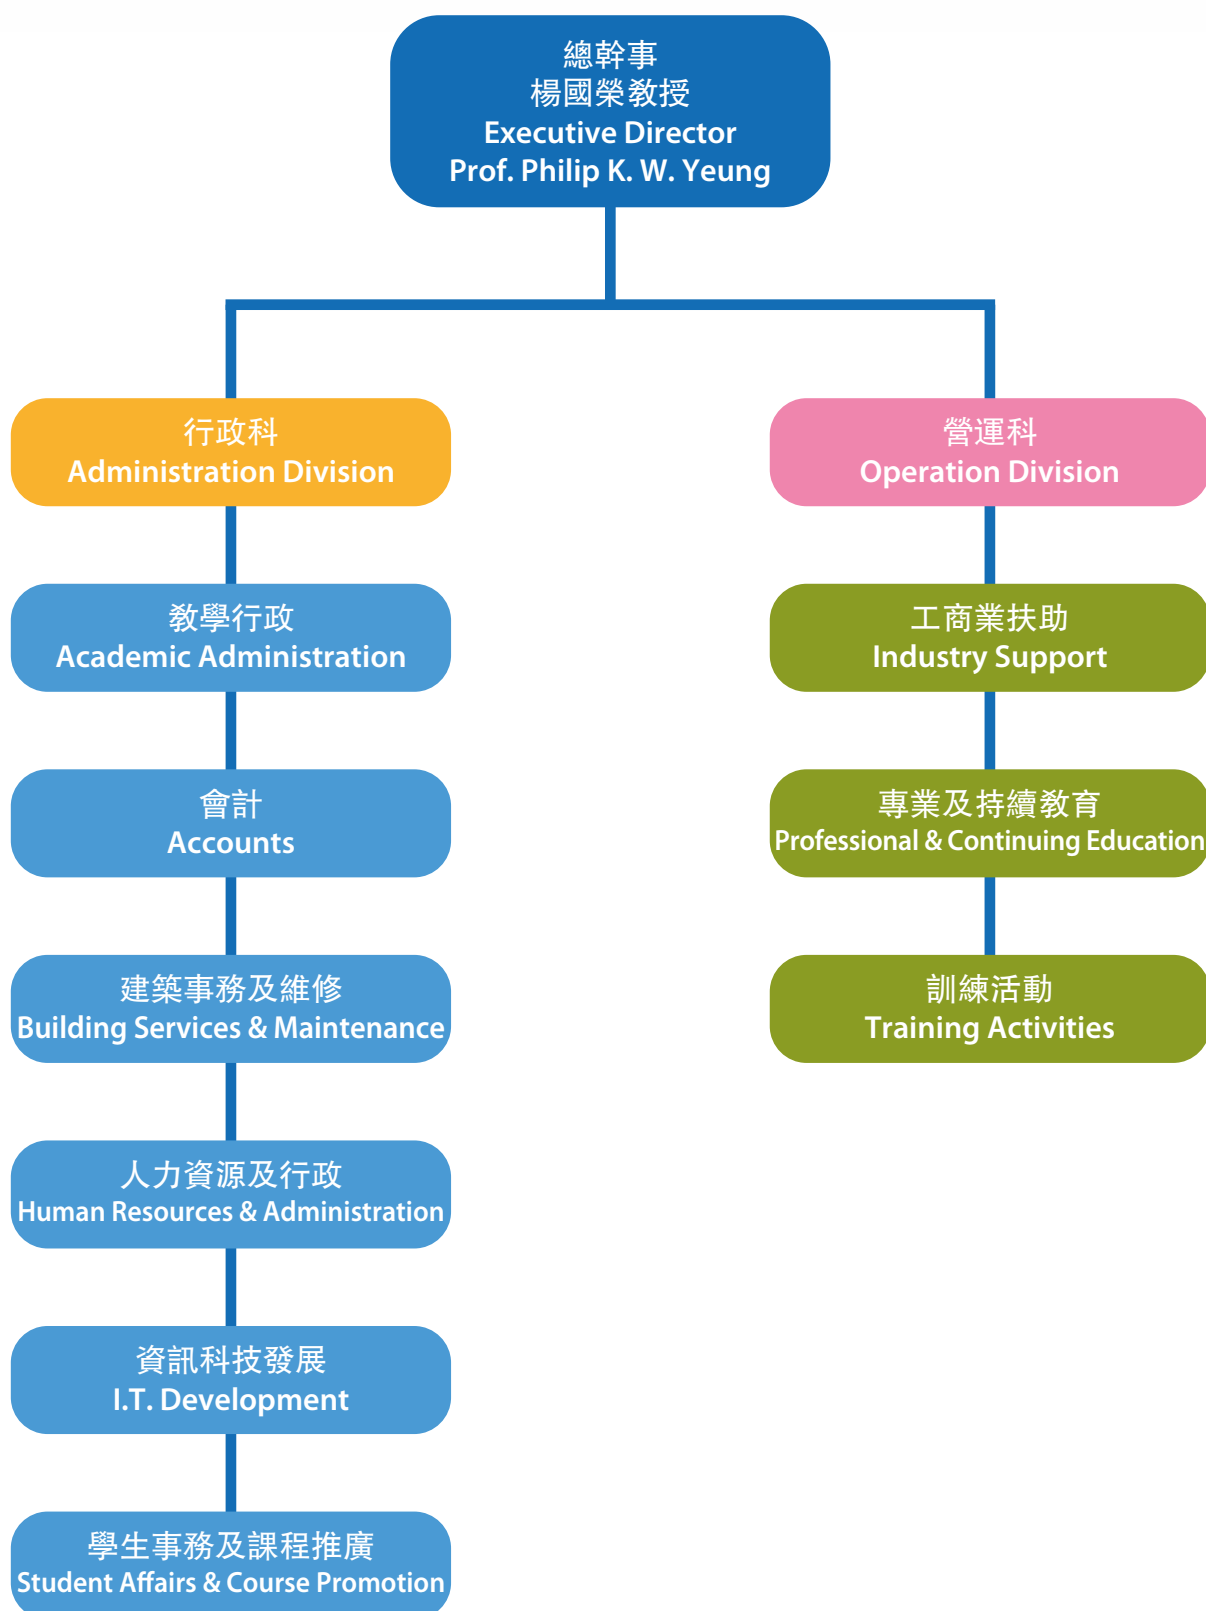 總幹事
楊國榮教授
Executive Director
Prof. Philip K. W. Yeung
行政科
Administration Division
營運科
Operation Division
教學行政
Academic Administration
工商業扶助
Industry Support
會計
Accounts
專業及持續教育
Professional & Continuing Education
建築事務及維修
Building Services & Maintenance
訓練活動
Training Activities
人力資源及行政
Human Resources & Administration
資訊科技發展
I.T. Development
學生事務及課程推廣
Student Affairs & Course Promotion